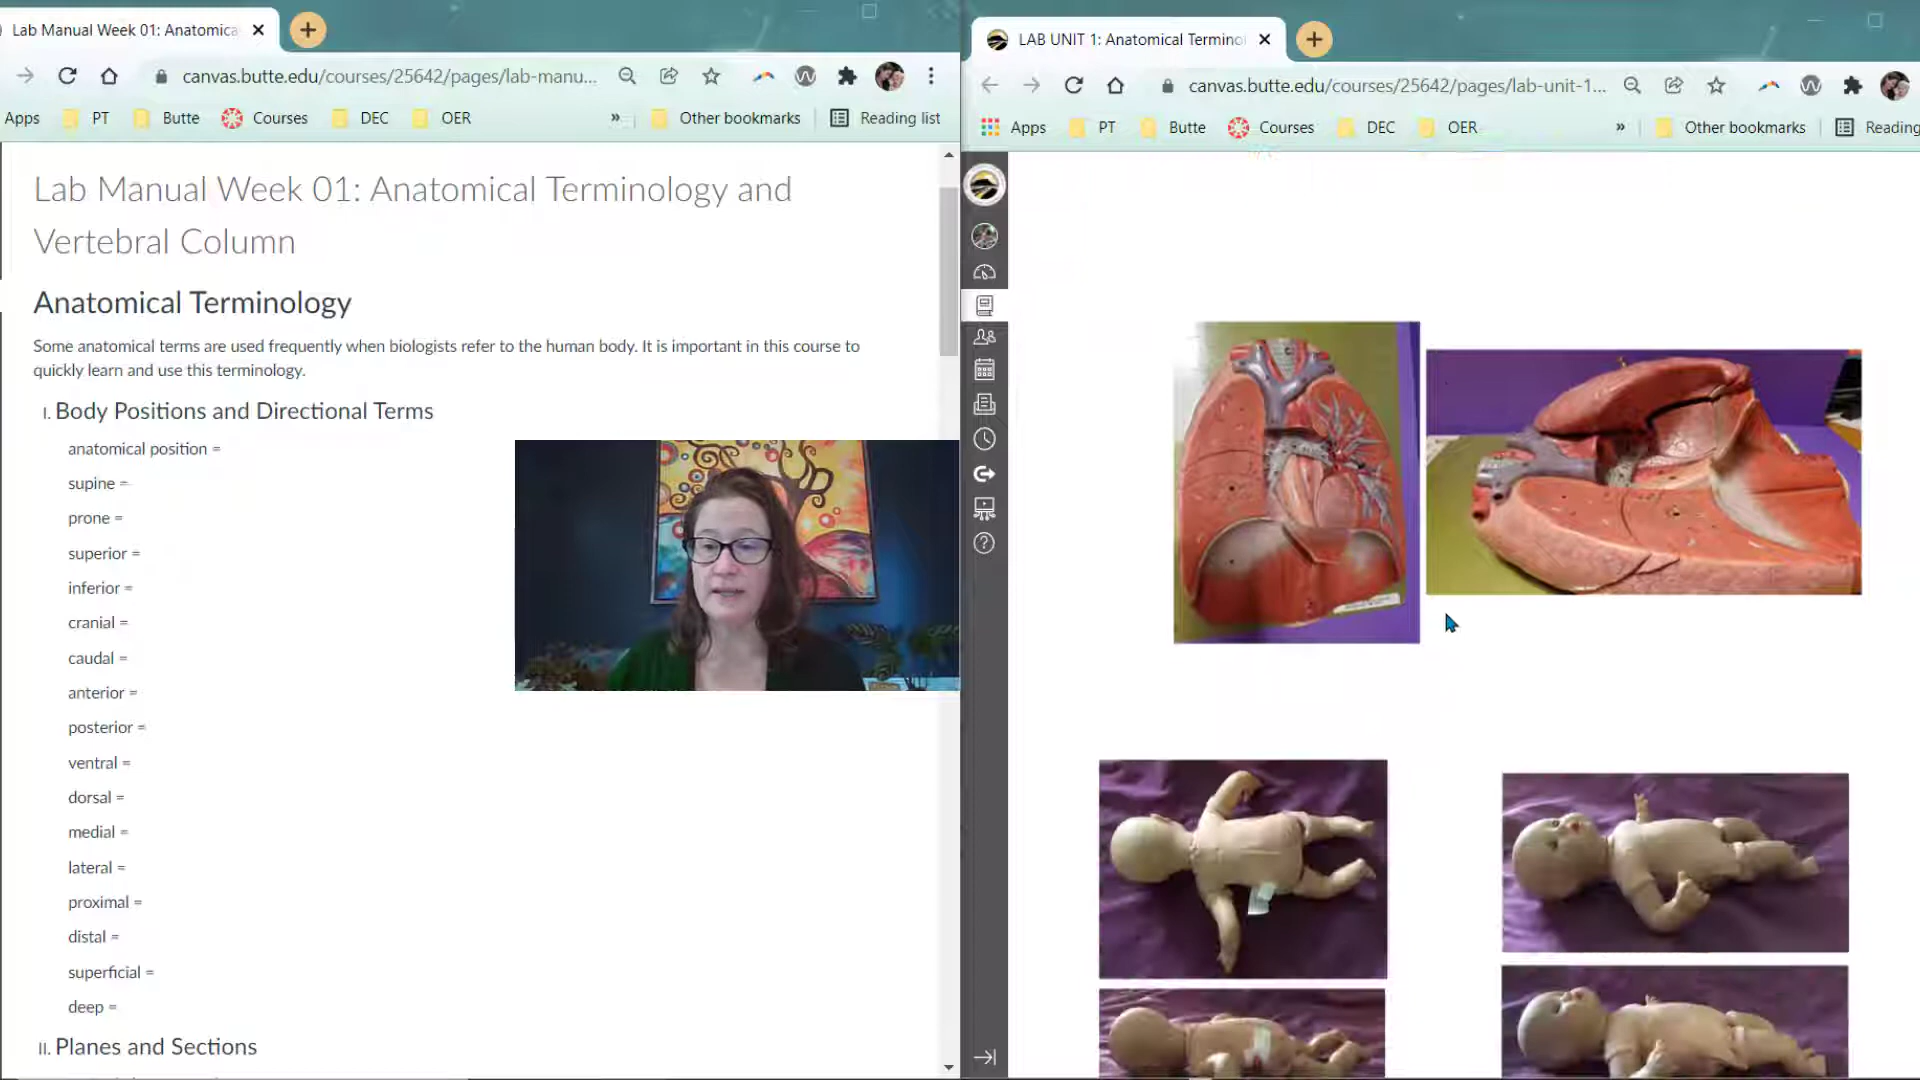 Lab Manual Week 01: Anatomica
canvas.butte.edu/courses/25642/pages/lab-manu...
Apps PT Butte Courses DEC OER » Other bookmarks Reading list
Lab Manual Week 01: Anatomical Terminology and
Vertebral Column
Anatomical Terminology
Some anatomical terms are used frequently when biologists refer to the human body. It is important in this course to
quickly learn and use this terminology.
I. Body Positions and Directional Terms
anatomical position =
supine =
prone =
superior =
inferior =
cranial =
caudal =
anterior =
posterior =
ventral =
dorsal =
medial =
lateral =
proximal =
distal =
superficial =
deep =
II. Planes and Sections
LAB UNIT 1: Anatomical Terminol
canvas.butte.edu/courses/25642/pages/lab-unit-1...
Apps PT Butte Courses DEC OER » Other bookmarks Reading